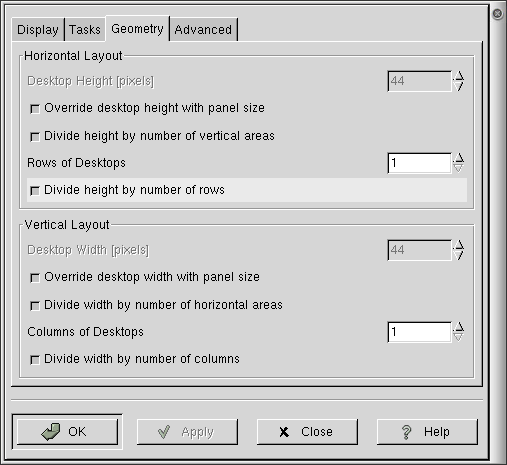 Display Tasks Geometry Advanced
Horizontal Layout
Desktop Height [pixels] 44
Override desktop height with panel size
Divide height by number of vertical areas
Rows of Desktops 1
Divide height by number of rows
Vertical Layout
Desktop Width [pixels] 44
Override desktop width with panel size
Divide width by number of horizontal areas
Columns of Desktops 1
Divide width by number of columns
OK Apply Close Help